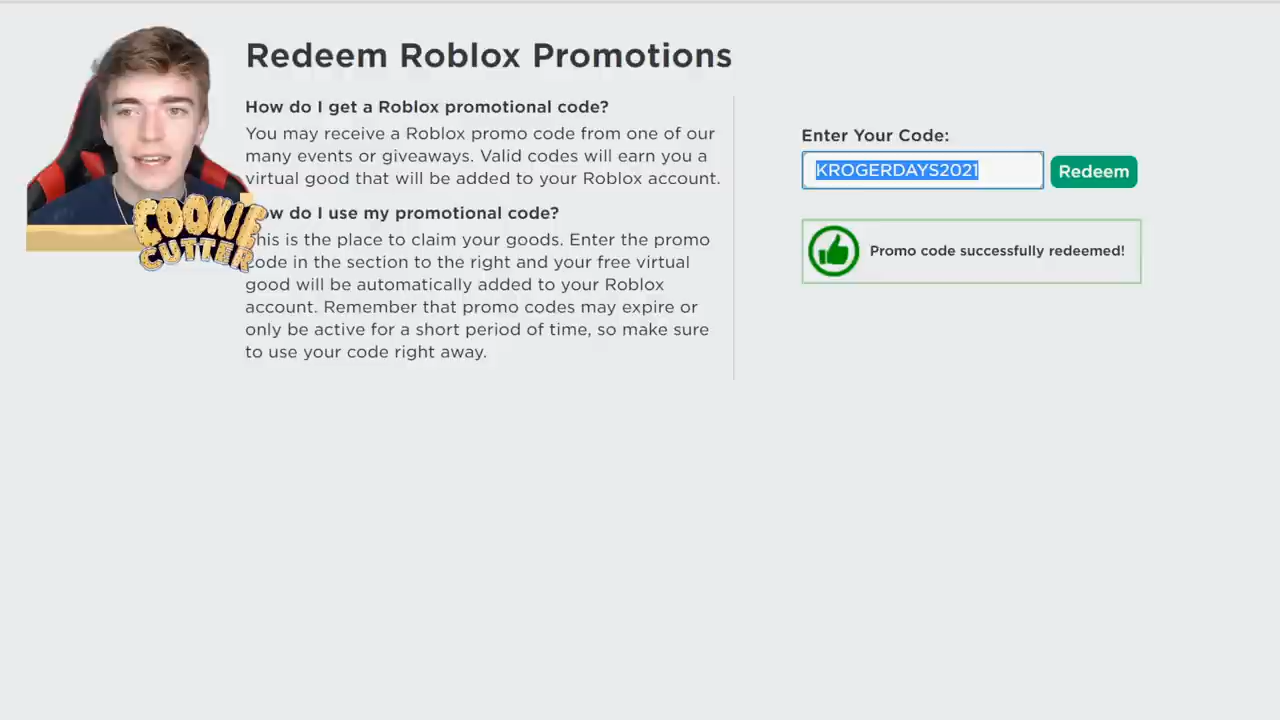 Redeem Roblox Promotions
How do I get a Roblox promotional code?
You may receive a Roblox promo code from one of our
many events or giveaways. Valid codes will earn you a
virtual good that will be added to your Roblox account.
ow do I use my promotional code?
his is the place to claim your goods. Enter the promo
code in the section to the right and your free virtual
good will be automatically added to your Roblox
account. Remember that promo codes may expire or
only be active for a short period of time, so make sure
to use your code right away.
COOKIE
CUTTER
Enter Your Code:
KROGERDAYS2021
Redeem
Promo code successfully redeemed!